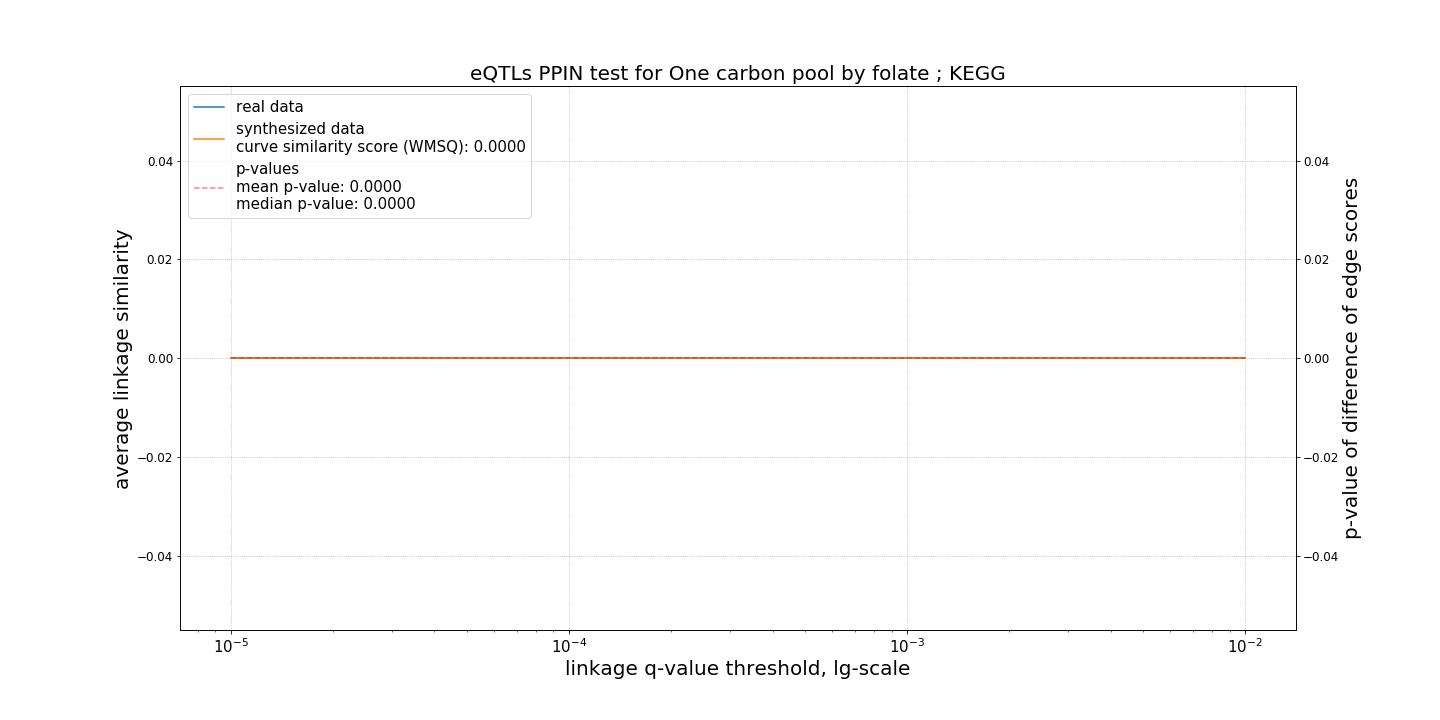 eQTLs PPIN test for One carbon pool by folate ; KEGG
real data
synthesized data
curve similarity score (WMSQ): 0.0000
p-values
mean p-value: 0.0000
median p-value: 0.0000
average linkage similarity
0.04
0.02
0.00
−0.02
−0.04
0.04
0.02
0.00
−0.02
−0.04
p-value of difference of edge scores
10⁻⁵ 10⁻⁴ 10⁻³ 10⁻²
linkage q-value threshold, lg-scale